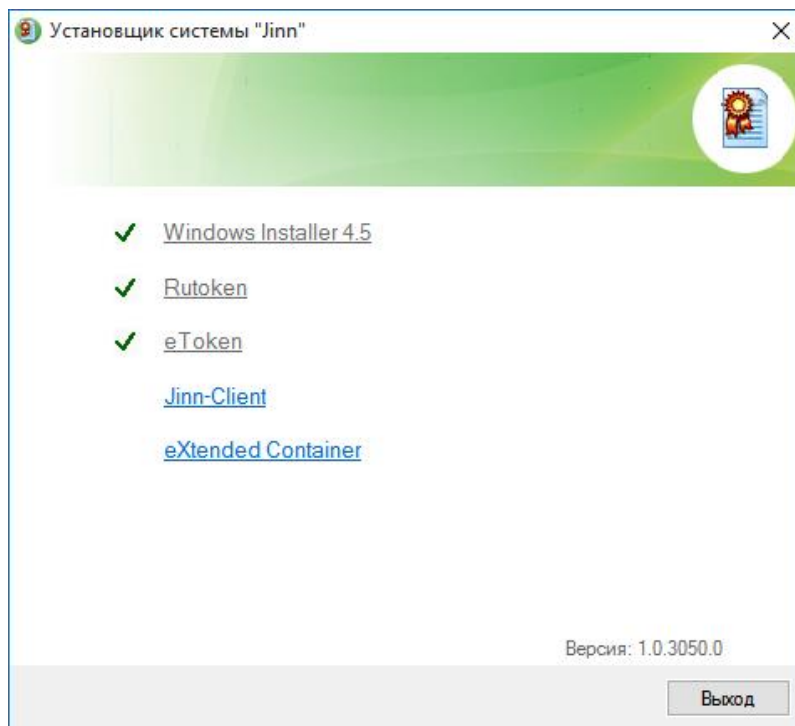 Установщик системы "Jinn"
Windows Installer 4.5
Rutoken
eToken
Jinn-Client
eXtended Container
Версия: 1.0.3050.0
Выход